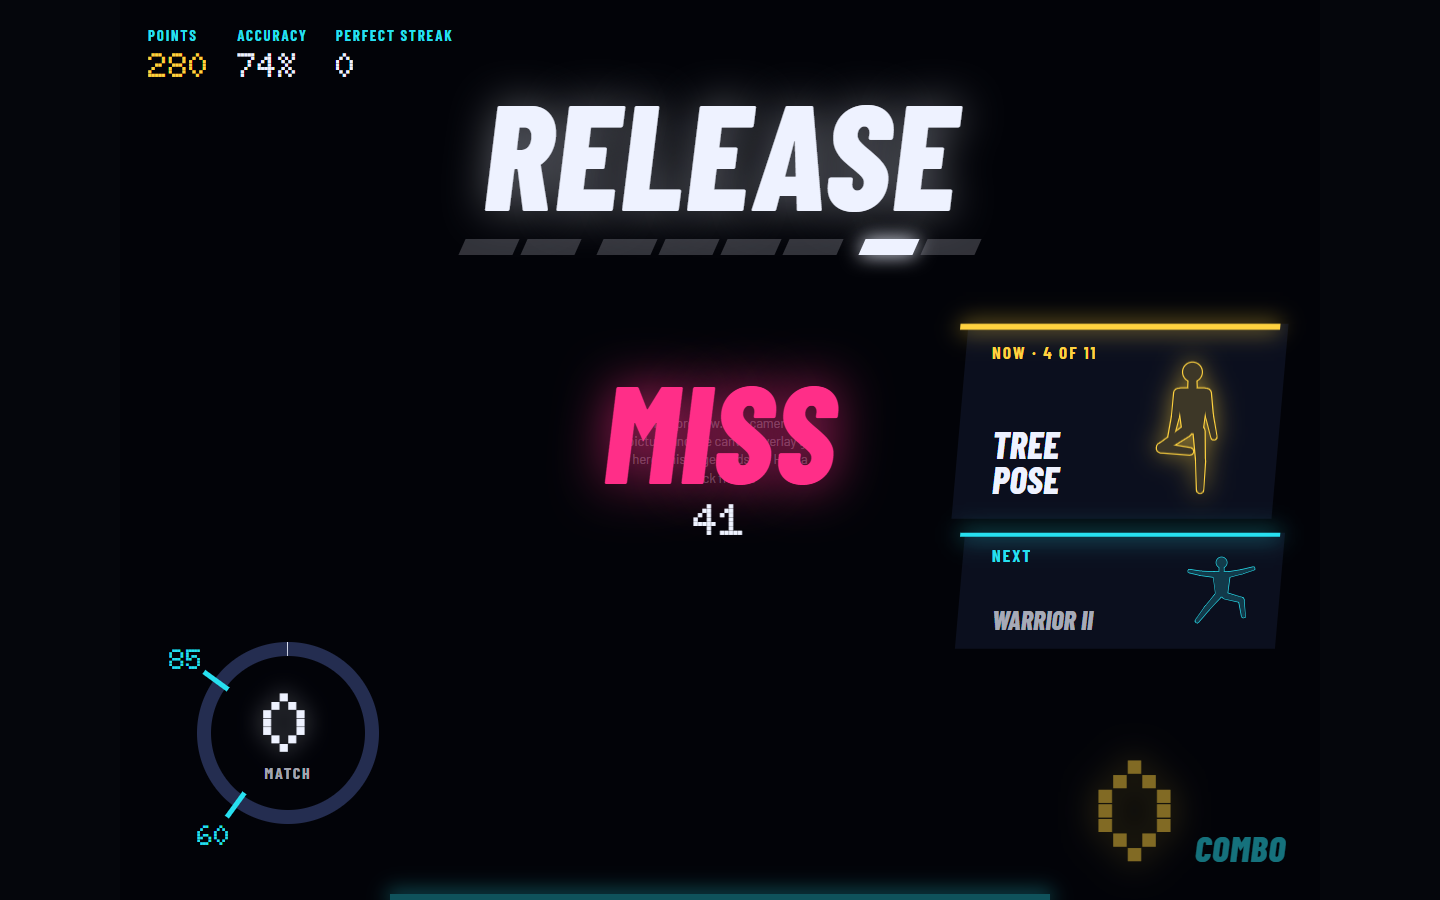 POINTS ACCURACY PERFECT STREAK
280 74% 0
RELEASE
NOW · 4 OF 11
TREE
POSE
MISS
41
NEXT
WARRIOR II
85
0
MATCH
60
0 COMBO